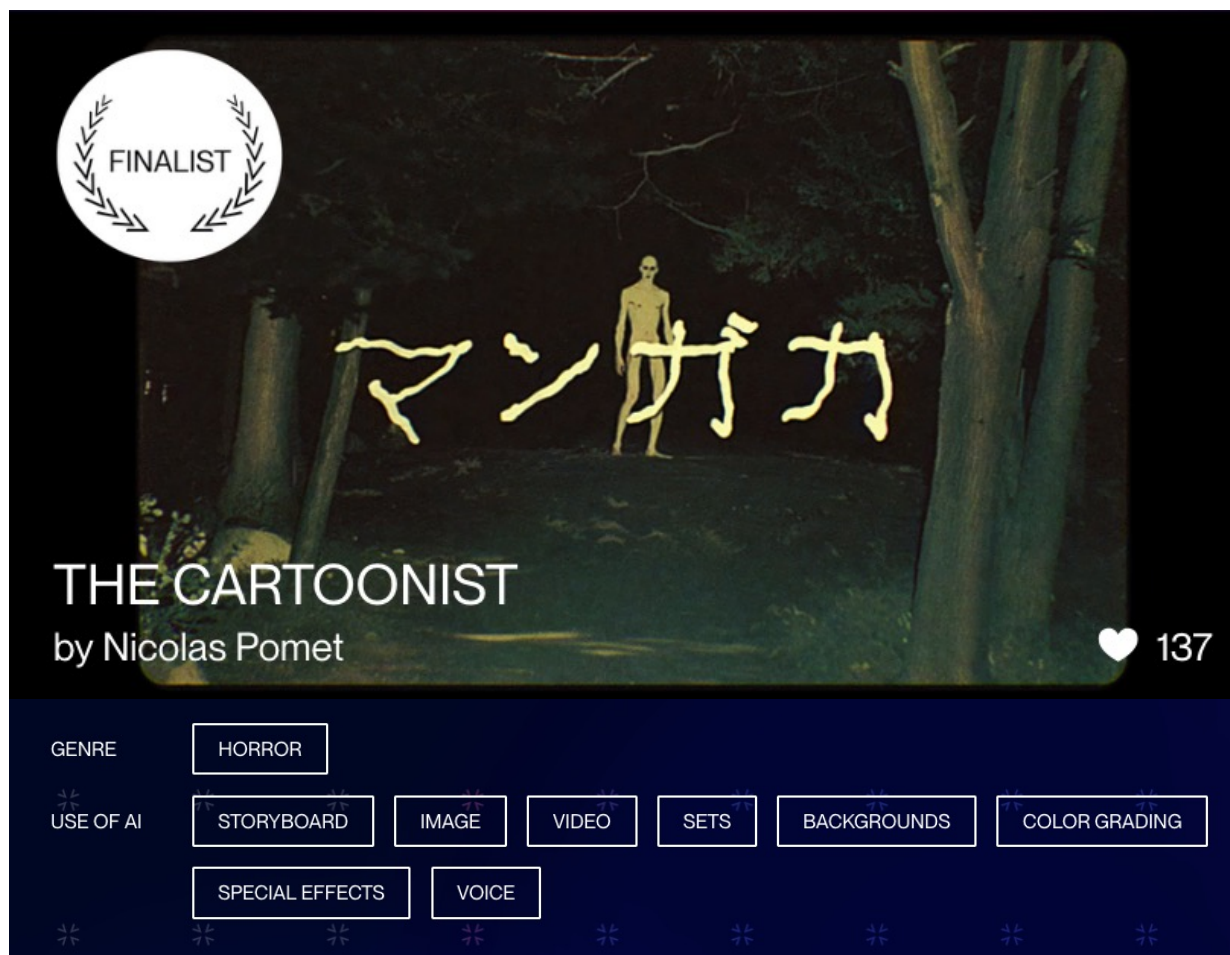 FINALIST
マンガカ
THE CARTOONIST
by Nicolas Pomet
137
GENRE
HORROR
USE OF AI
STORYBOARD
IMAGE
VIDEO
SETS
BACKGROUNDS
COLOR GRADING
SPECIAL EFFECTS
VOICE